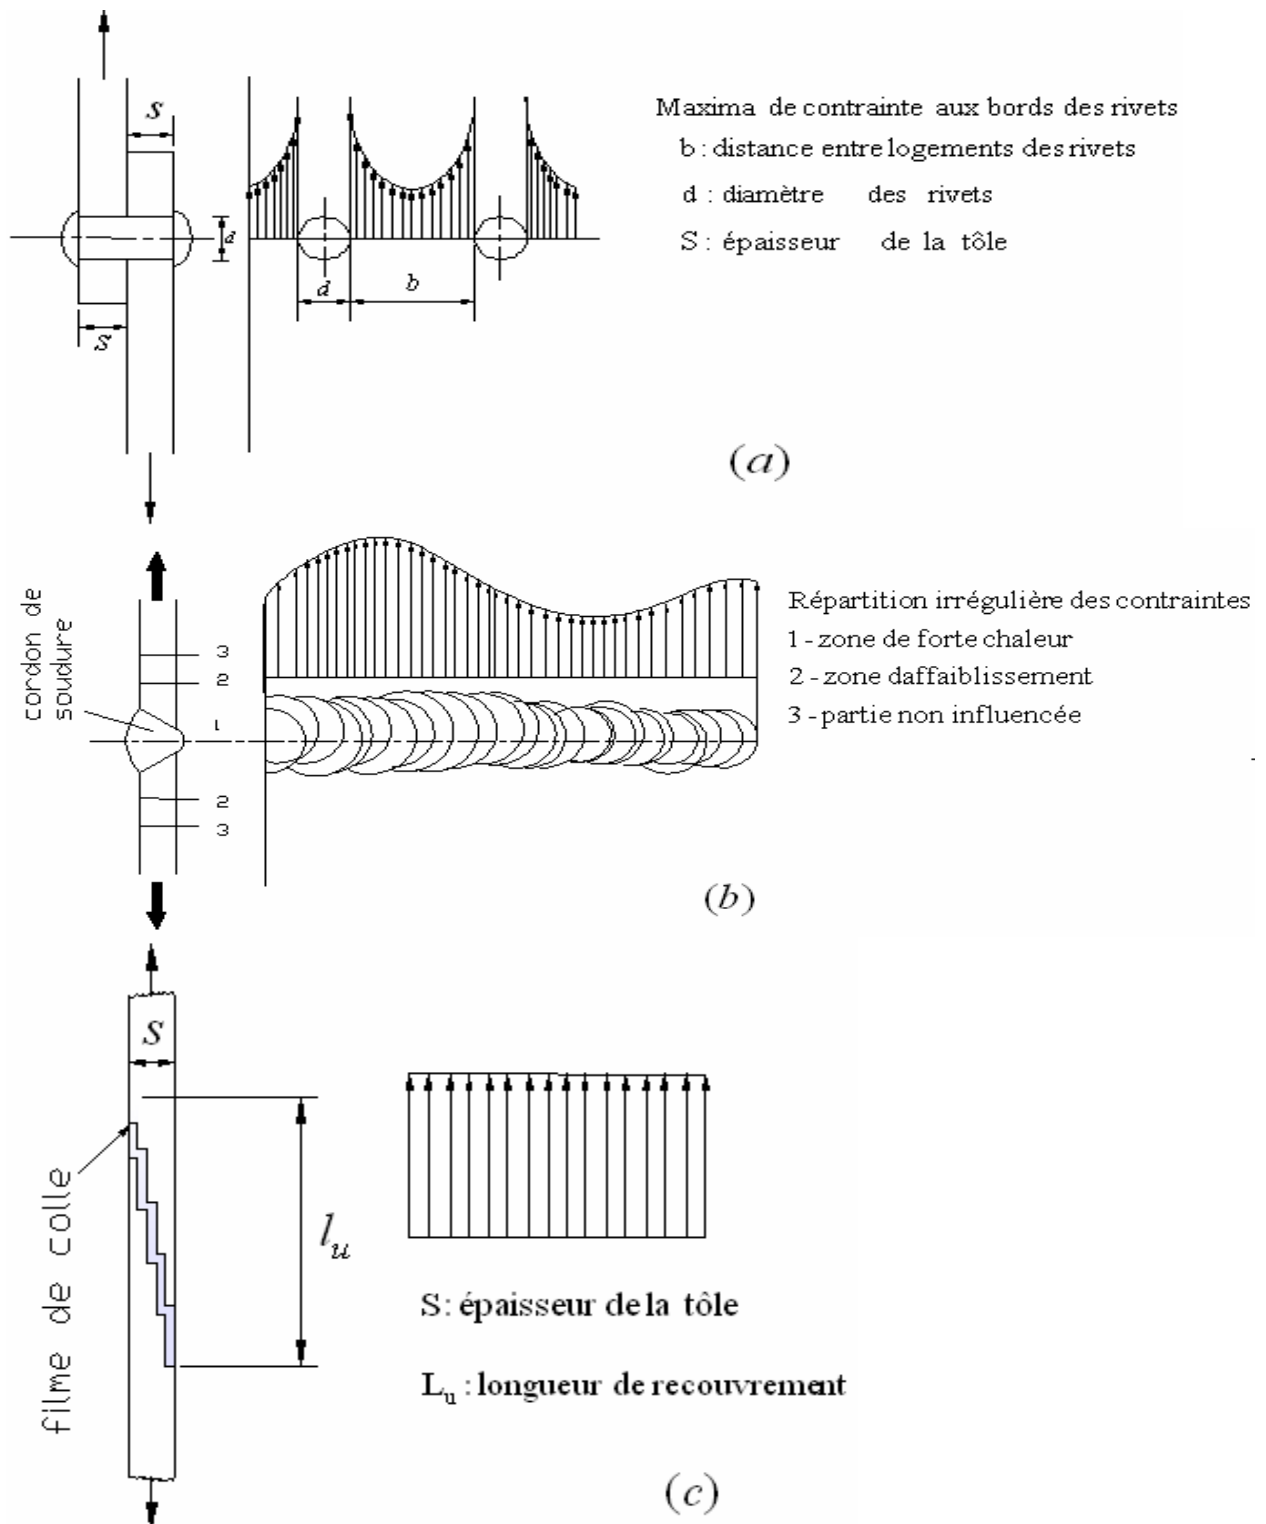 S
Maxima de contrainte aux bords des rivets
b : distance entre logements des rivets
d : diamètre des rivets
S : épaisseur de la tôle
d
d
b
S
(a)
cordon de
soudure
3
2
1
2
3
Répartition irrégulière des contraintes
1 - zone de forte chaleur
2 - zone daffaiblissement
3 - partie non influencée
(b)
S
filme de colle
lu
S: épaisseur de la tôle
Lu : longueur de recouvrement
(c)